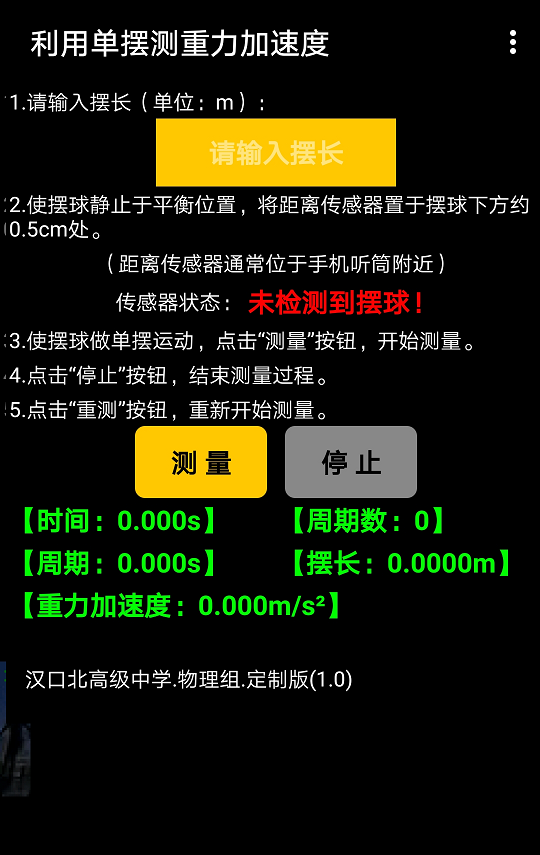 利用单摆测重力加速度
1.请输入摆长（单位：m）：
请输入摆长
2.使摆球静止于平衡位置，将距离传感器置于摆球下方约
0.5cm处。
（距离传感器通常位于手机听筒附近）
传感器状态： 未检测到摆球！
3.使摆球做单摆运动，点击“测量”按钮，开始测量。
4.点击“停止”按钮，结束测量过程。
5.点击“重测”按钮，重新开始测量。
测 量 停 止
【时间：0.000s】 【周期数：0】
【周期：0.000s】 【摆长：0.0000m】
【重力加速度：0.000m/s²】
汉口北高级中学.物理组.定制版(1.0)